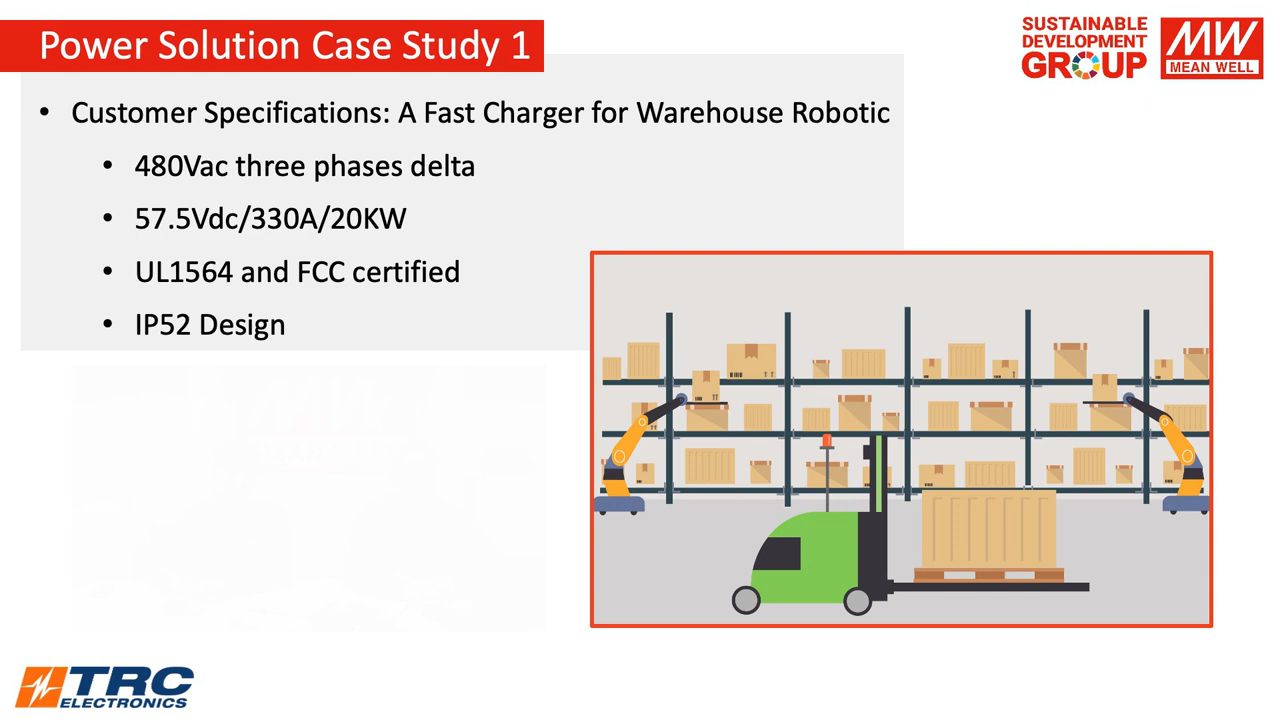 Power Solution Case Study 1
SUSTAINABLE
DEVELOPMENT
GROUP
MW
MEAN WELL
• Customer Specifications: A Fast Charger for Warehouse Robotic
• 480Vac three phases delta
• 57.5Vdc/330A/20KW
• UL1564 and FCC certified
• IP52 Design
TRC
ELECTRONICS